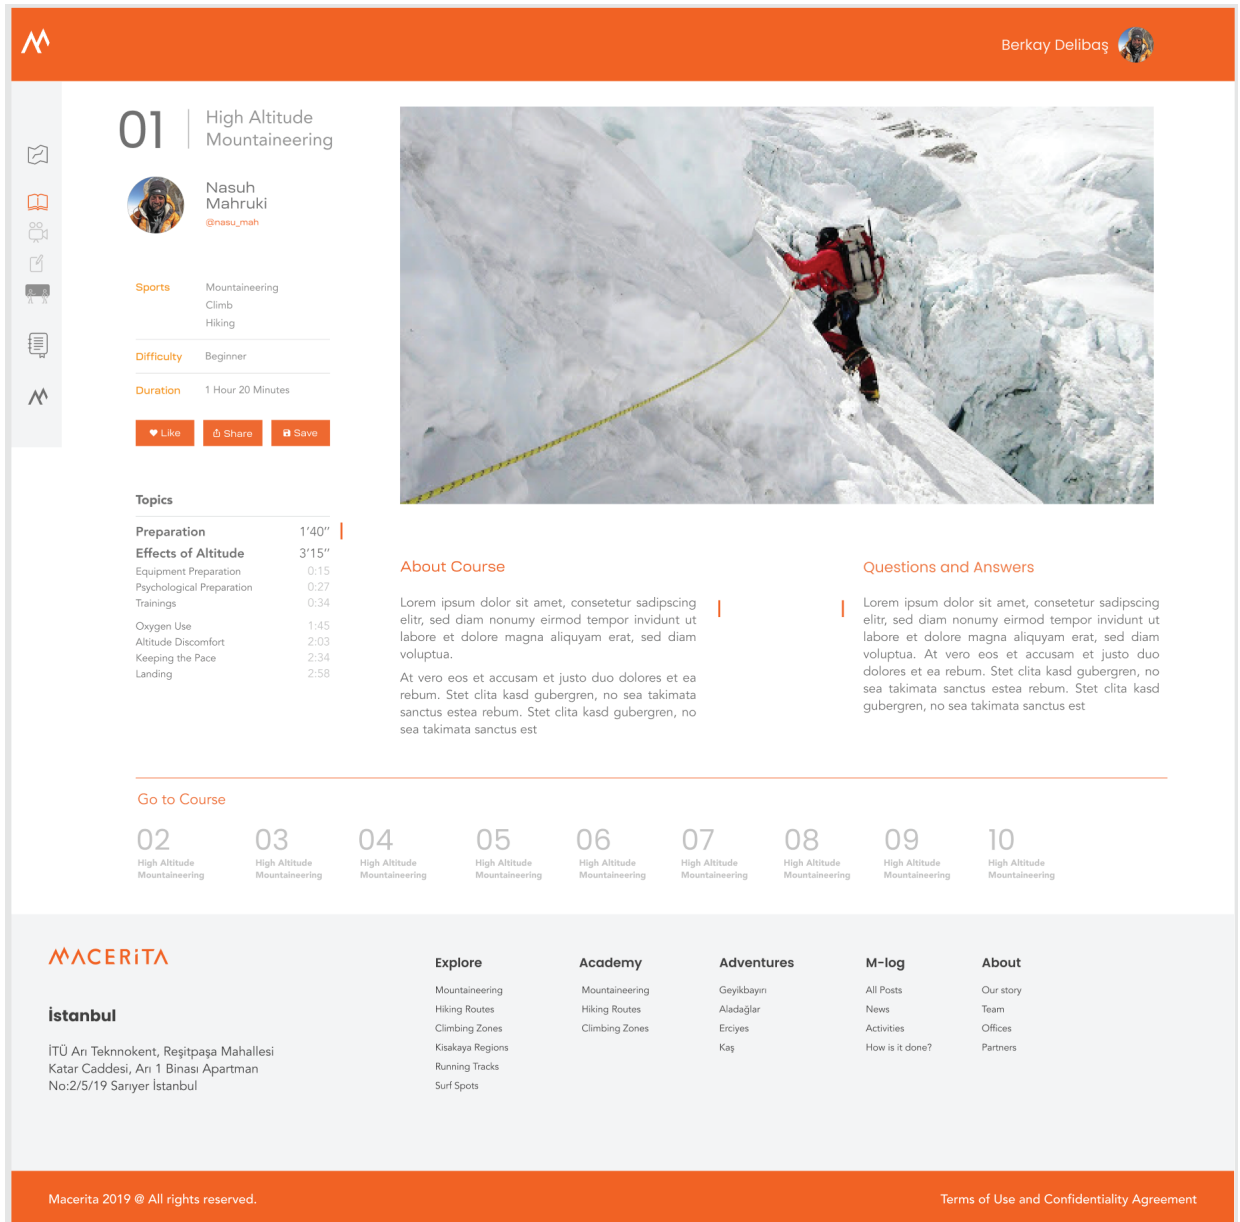 Berkay Delibaş
01
High Altitude
Mountaineering
Nasuh
Mahruki
@nasu_mah
Sports
Mountaineering
Climb
Hiking
Difficulty Beginner
Duration 1 Hour 20 Minutes
Like Share Save
Topics
Preparation 1’40’’
Effects of Altitude 3’15’’
Equipment Preparation 0:15
Psychological Preparation 0:27
Trainings 0:34
Oxygen Use 1:45
Altitude Discomfort 2:03
Keeping the Pace 2:34
Landing 2:58
About Course
Lorem ipsum dolor sit amet, consetetur sadipscing
elitr, sed diam nonumy eirmod tempor invidunt ut
labore et dolore magna aliquyam erat, sed diam
voluptua.
At vero eos et accusam et justo duo dolores et ea
rebum. Stet clita kasd gubergren, no sea takimata
sanctus estea rebum. Stet clita kasd gubergren, no
sea takimata sanctus est
Questions and Answers
Lorem ipsum dolor sit amet, consetetur sadipscing
elitr, sed diam nonumy eirmod tempor invidunt ut
labore et dolore magna aliquyam erat, sed diam
voluptua. At vero eos et accusam et justo duo
dolores et ea rebum. Stet clita kasd gubergren, no
sea takimata sanctus estea rebum. Stet clita kasd
gubergren, no sea takimata sanctus est
Go to Course
02
High Altitude
Mountaineering
03
High Altitude
Mountaineering
04
High Altitude
Mountaineering
05
High Altitude
Mountaineering
06
High Altitude
Mountaineering
07
High Altitude
Mountaineering
08
High Altitude
Mountaineering
09
High Altitude
Mountaineering
10
High Altitude
Mountaineering
MACERiTA
İstanbul
İTÜ Arı Teknnokent, Reşitpaşa Mahallesi
Katar Caddesi, Arı 1 Binası Apartman
No:2/5/19 Sarıyer İstanbul
Explore
Mountaineering
Hiking Routes
Climbing Zones
Kisakaya Regions
Running Tracks
Surf Spots
Academy
Mountaineering
Hiking Routes
Climbing Zones
Adventures
Geyikbayırı
Aladağlar
Erciyes
Kaş
M-log
All Posts
News
Activities
How is it done?
About
Our story
Team
Offices
Partners
Macerita 2019 @ All rights reserved.
Terms of Use and Confidentiality Agreement